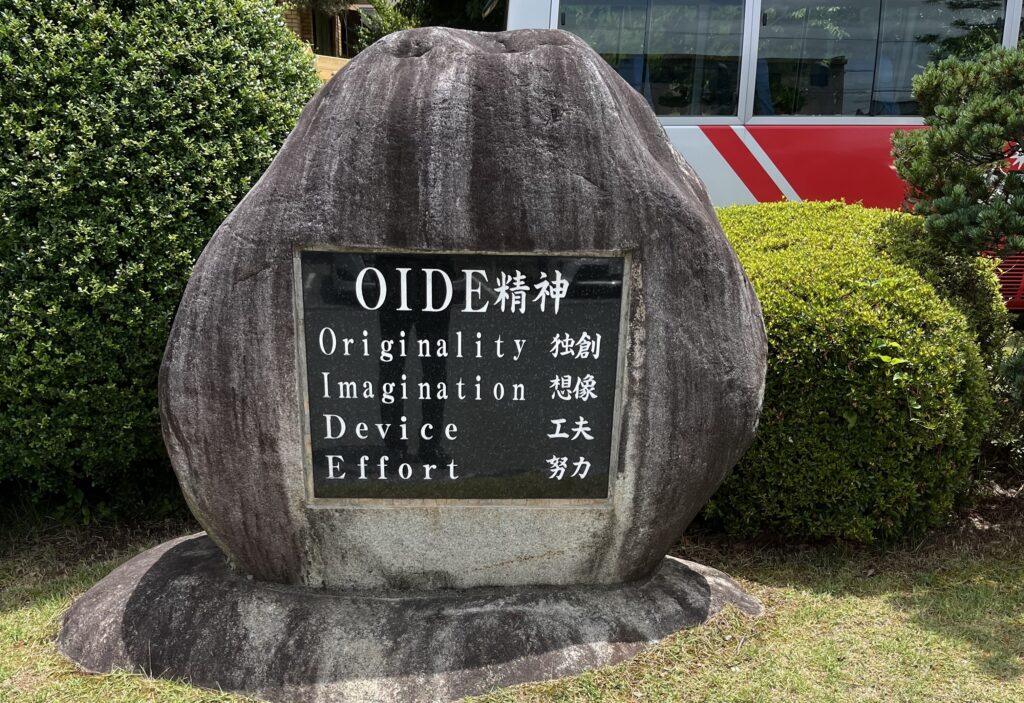 OIDE精神
Originality 独創
Imagination 想像
Device 工夫
Effort 努力